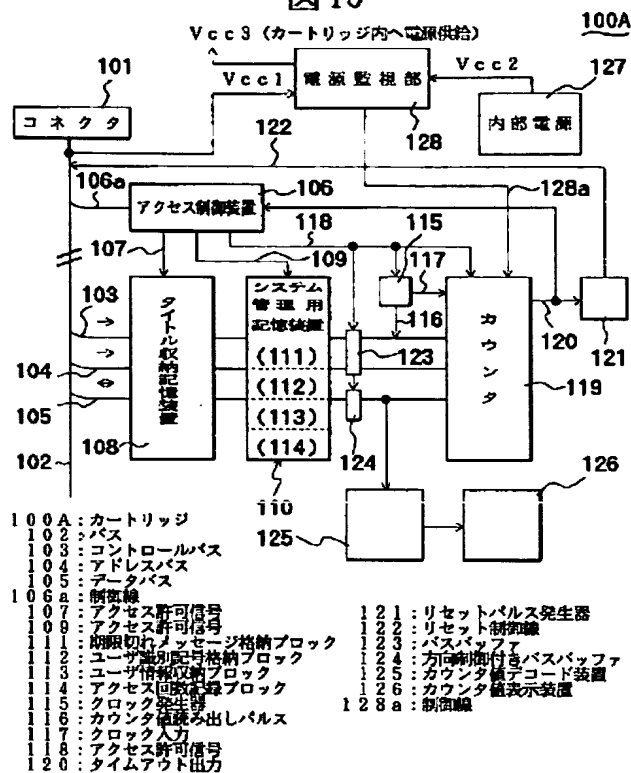 図19
100A
Vcc3(カートリッジ内へ電源供給)
Vcc1
Vcc2
101
コネクタ
電源監視部
128
127
内部電源
122
106a
106
アクセス制御装置
118
128a
107
109
115
117
116
103
104
105
102
タイトル収納記憶装置
108
システム
管理用
記憶装置
(111)
(112)
(113)
(114)
110
123
124
カウンタ
119
120
121
125
126
100A:カートリッジ
102:バス
103:コントロールバス
104:アドレスバス
105:データバス
106a:制御線
107:アクセス許可信号
109:アクセス許可信号
111:期限切れメッセージ格納ブロック
112:ユーザ識別記号格納ブロック
113:ユーザ情報収納ブロック
114:アクセス回数記録ブロック
115:クロック発生器
116:カウンタ値読み出しパルス
117:クロック入力
118:アクセス許可信号
120:タイムアウト出力
121:リセットパルス発生器
122:リセット制御線
123:バスバッファ
124:方向制御付きバスバッファ
125:カウンタ値デコード装置
126:カウンタ値表示装置
128a:制御線